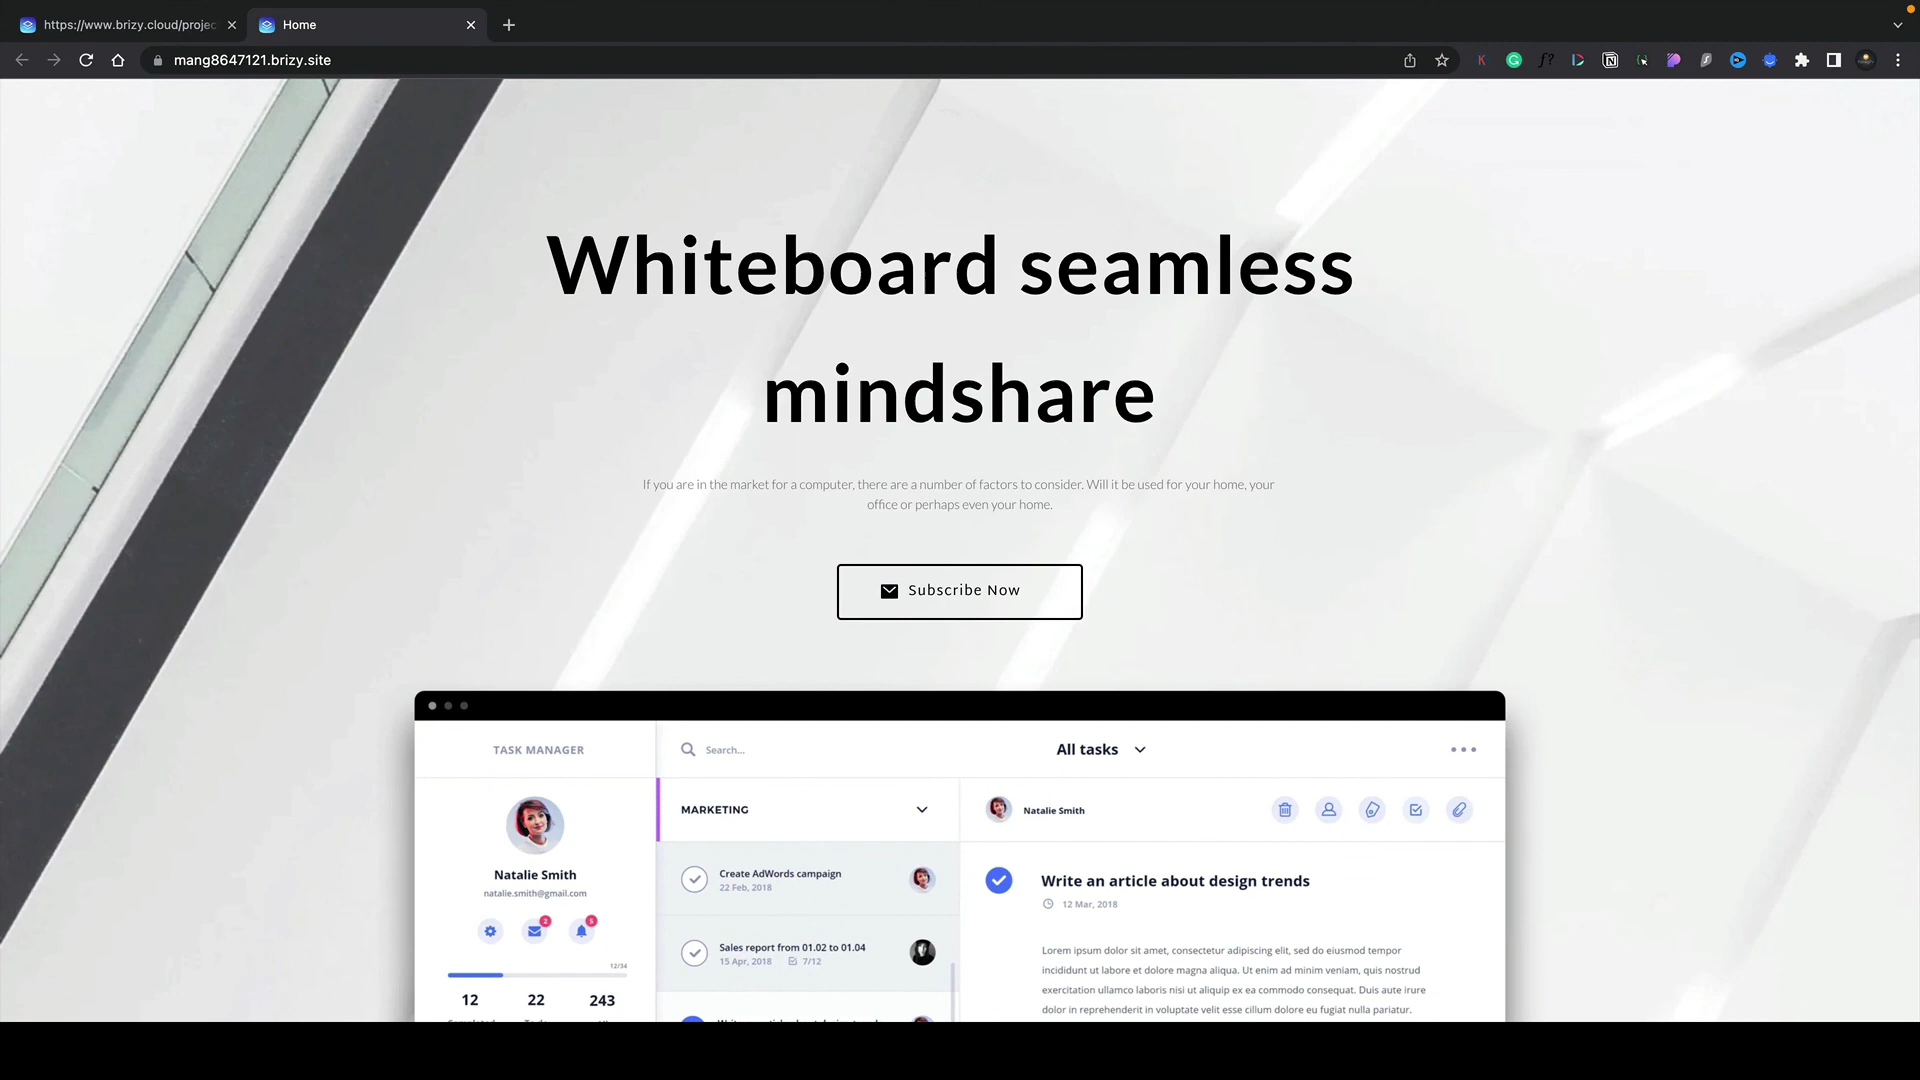 https://www.brizy.cloud/projec
Home
mang8647121.brizy.site
Whiteboard seamless
mindshare
If you are in the market for a computer, there are a number of factors to consider. Will it be used for your home, your
office or perhaps even your home.
Subscribe Now
TASK MANAGER
Search...
All tasks
Natalie Smith
natalie.smith@gmail.com
2
5
12/34
12
22
243
MARKETING
Create AdWords campaign
22 Feb, 2018
Sales report from 01.02 to 01.04
15 Apr, 2018
7/12
Natalie Smith
Write an article about design trends
12 Mar, 2018
Lorem ipsum dolor sit amet, consectetur adipiscing elit, sed do eiusmod tempor
incididunt ut labore et dolore magna aliqua. Ut enim ad minim veniam, quis nostrud
exercitation ullamco laboris nisi ut aliquip ex ea commodo consequat. Duis aute irure
dolor in reprehenderit in voluptate velit esse cillum dolore eu fugiat nulla pariatur.